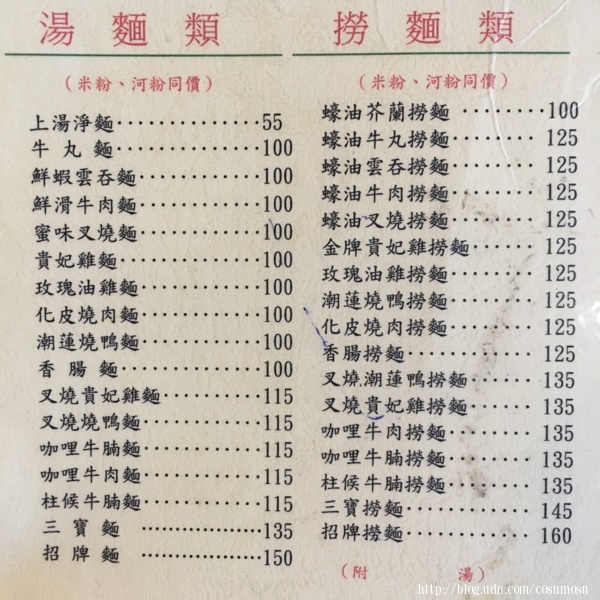 湯麵類
（米粉、河粉同價）
上湯淨麵··············55
牛丸麵··············100
鮮蝦雲吞麵············100
鮮滑牛肉麵············100
蜜味叉燒麵············100
貴妃雞麵··············100
玫瑰油雞麵············100
化皮燒肉麵············100
潮蓮燒鴨麵············100
香腸麵··············100
叉燒貴妃雞麵··········115
叉燒燒鴨麵············115
咖哩牛腩麵············115
咖哩牛肉麵············115
柱候牛腩麵············115
三寶麵··············135
招牌麵··············150
撈麵類
（米粉、河粉同價）
蠔油芥蘭撈麵········100
蠔油牛丸撈麵········125
蠔油雲吞撈麵········125
蠔油牛肉撈麵········125
蠔油叉燒撈麵········125
金牌貴妃雞撈麵······125
玫瑰油雞撈麵········125
潮蓮燒鴨撈麵········125
化皮燒肉撈麵········125
香腸撈麵············125
叉燒潮蓮鴨撈麵······135
叉燒貴妃雞撈麵······135
咖哩牛肉撈麵········135
咖哩牛腩撈麵········135
柱候牛腩撈麵········135
三寶撈麵············145
招牌撈麵············160
（附湯）
http://blog.udn.com/cosumosu